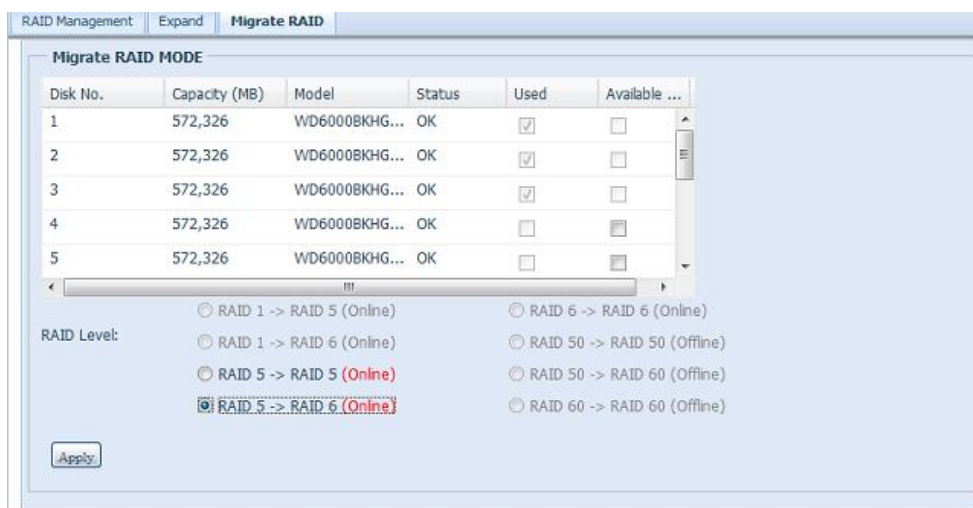 RAID Management Expand Migrate RAID
Migrate RAID MODE
Disk No. Capacity (MB) Model Status Used Available ...
1 572,326 WD6000BKHG... OK
2 572,326 WD6000BKHG... OK
3 572,326 WD6000BKHG... OK
4 572,326 WD6000BKHG... OK
5 572,326 WD6000BKHG... OK
RAID 1 -> RAID 5 (Online) RAID 6 -> RAID 6 (Online)
RAID Level:
RAID 1 -> RAID 6 (Online) RAID 50 -> RAID 50 (Offline)
RAID 5 -> RAID 5 (Online) RAID 50 -> RAID 60 (Offline)
RAID 5 -> RAID 6 (Online) RAID 60 -> RAID 60 (Offline)
Apply